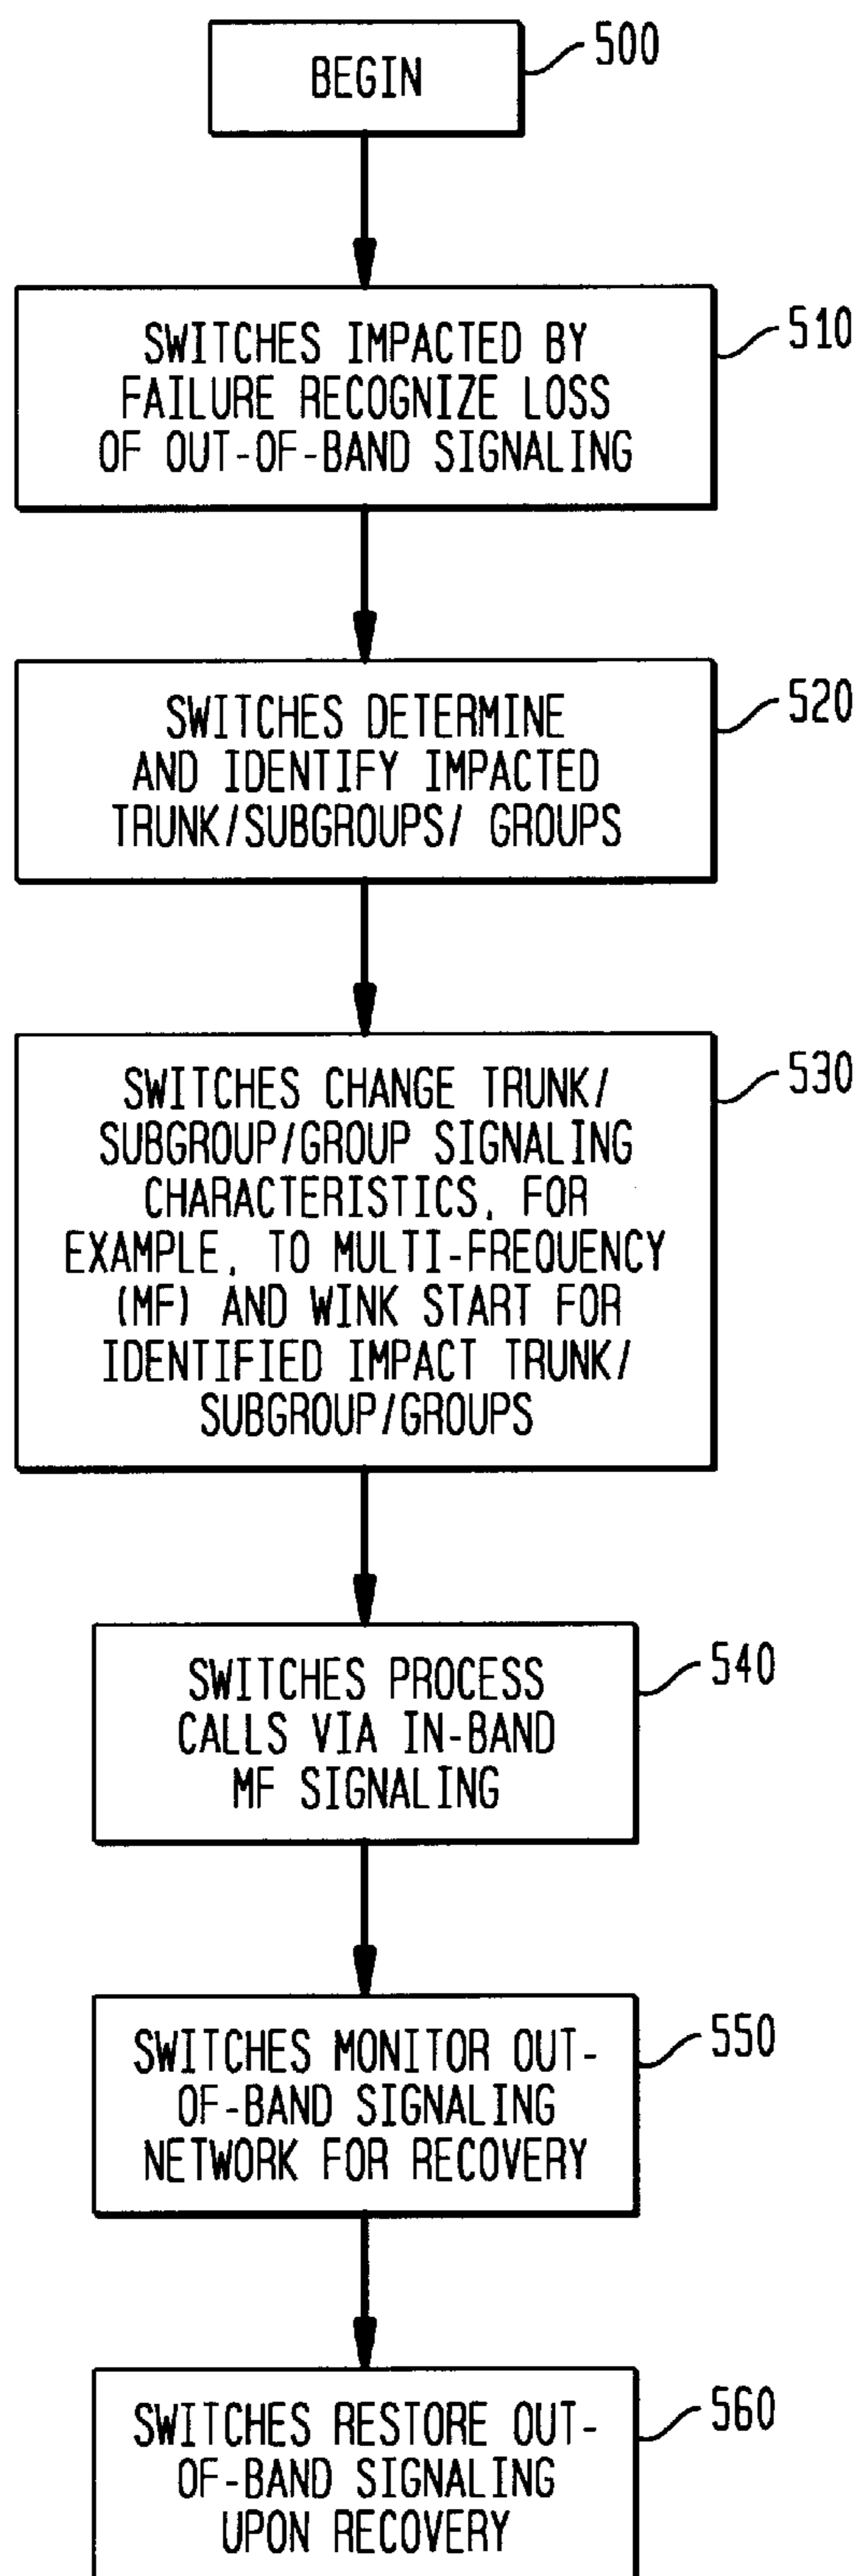 BEGIN
500
SWITCHES IMPACTED BY
FAILURE RECOGNIZE LOSS
OF OUT-OF-BAND SIGNALING
510
SWITCHES DETERMINE
AND IDENTIFY IMPACTED
TRUNK/SUBGROUPS/ GROUPS
520
SWITCHES CHANGE TRUNK/
SUBGROUP/GROUP SIGNALING
CHARACTERISTICS, FOR
EXAMPLE, TO MULTI-FREQUENCY
(MF) AND WINK START FOR
IDENTIFIED IMPACT TRUNK/
SUBGROUP/GROUPS
530
SWITCHES PROCESS
CALLS VIA IN-BAND
MF SIGNALING
540
SWITCHES MONITOR OUT-
OF-BAND SIGNALING
NETWORK FOR RECOVERY
550
SWITCHES RESTORE OUT-
OF-BAND SIGNALING
UPON RECOVERY
560